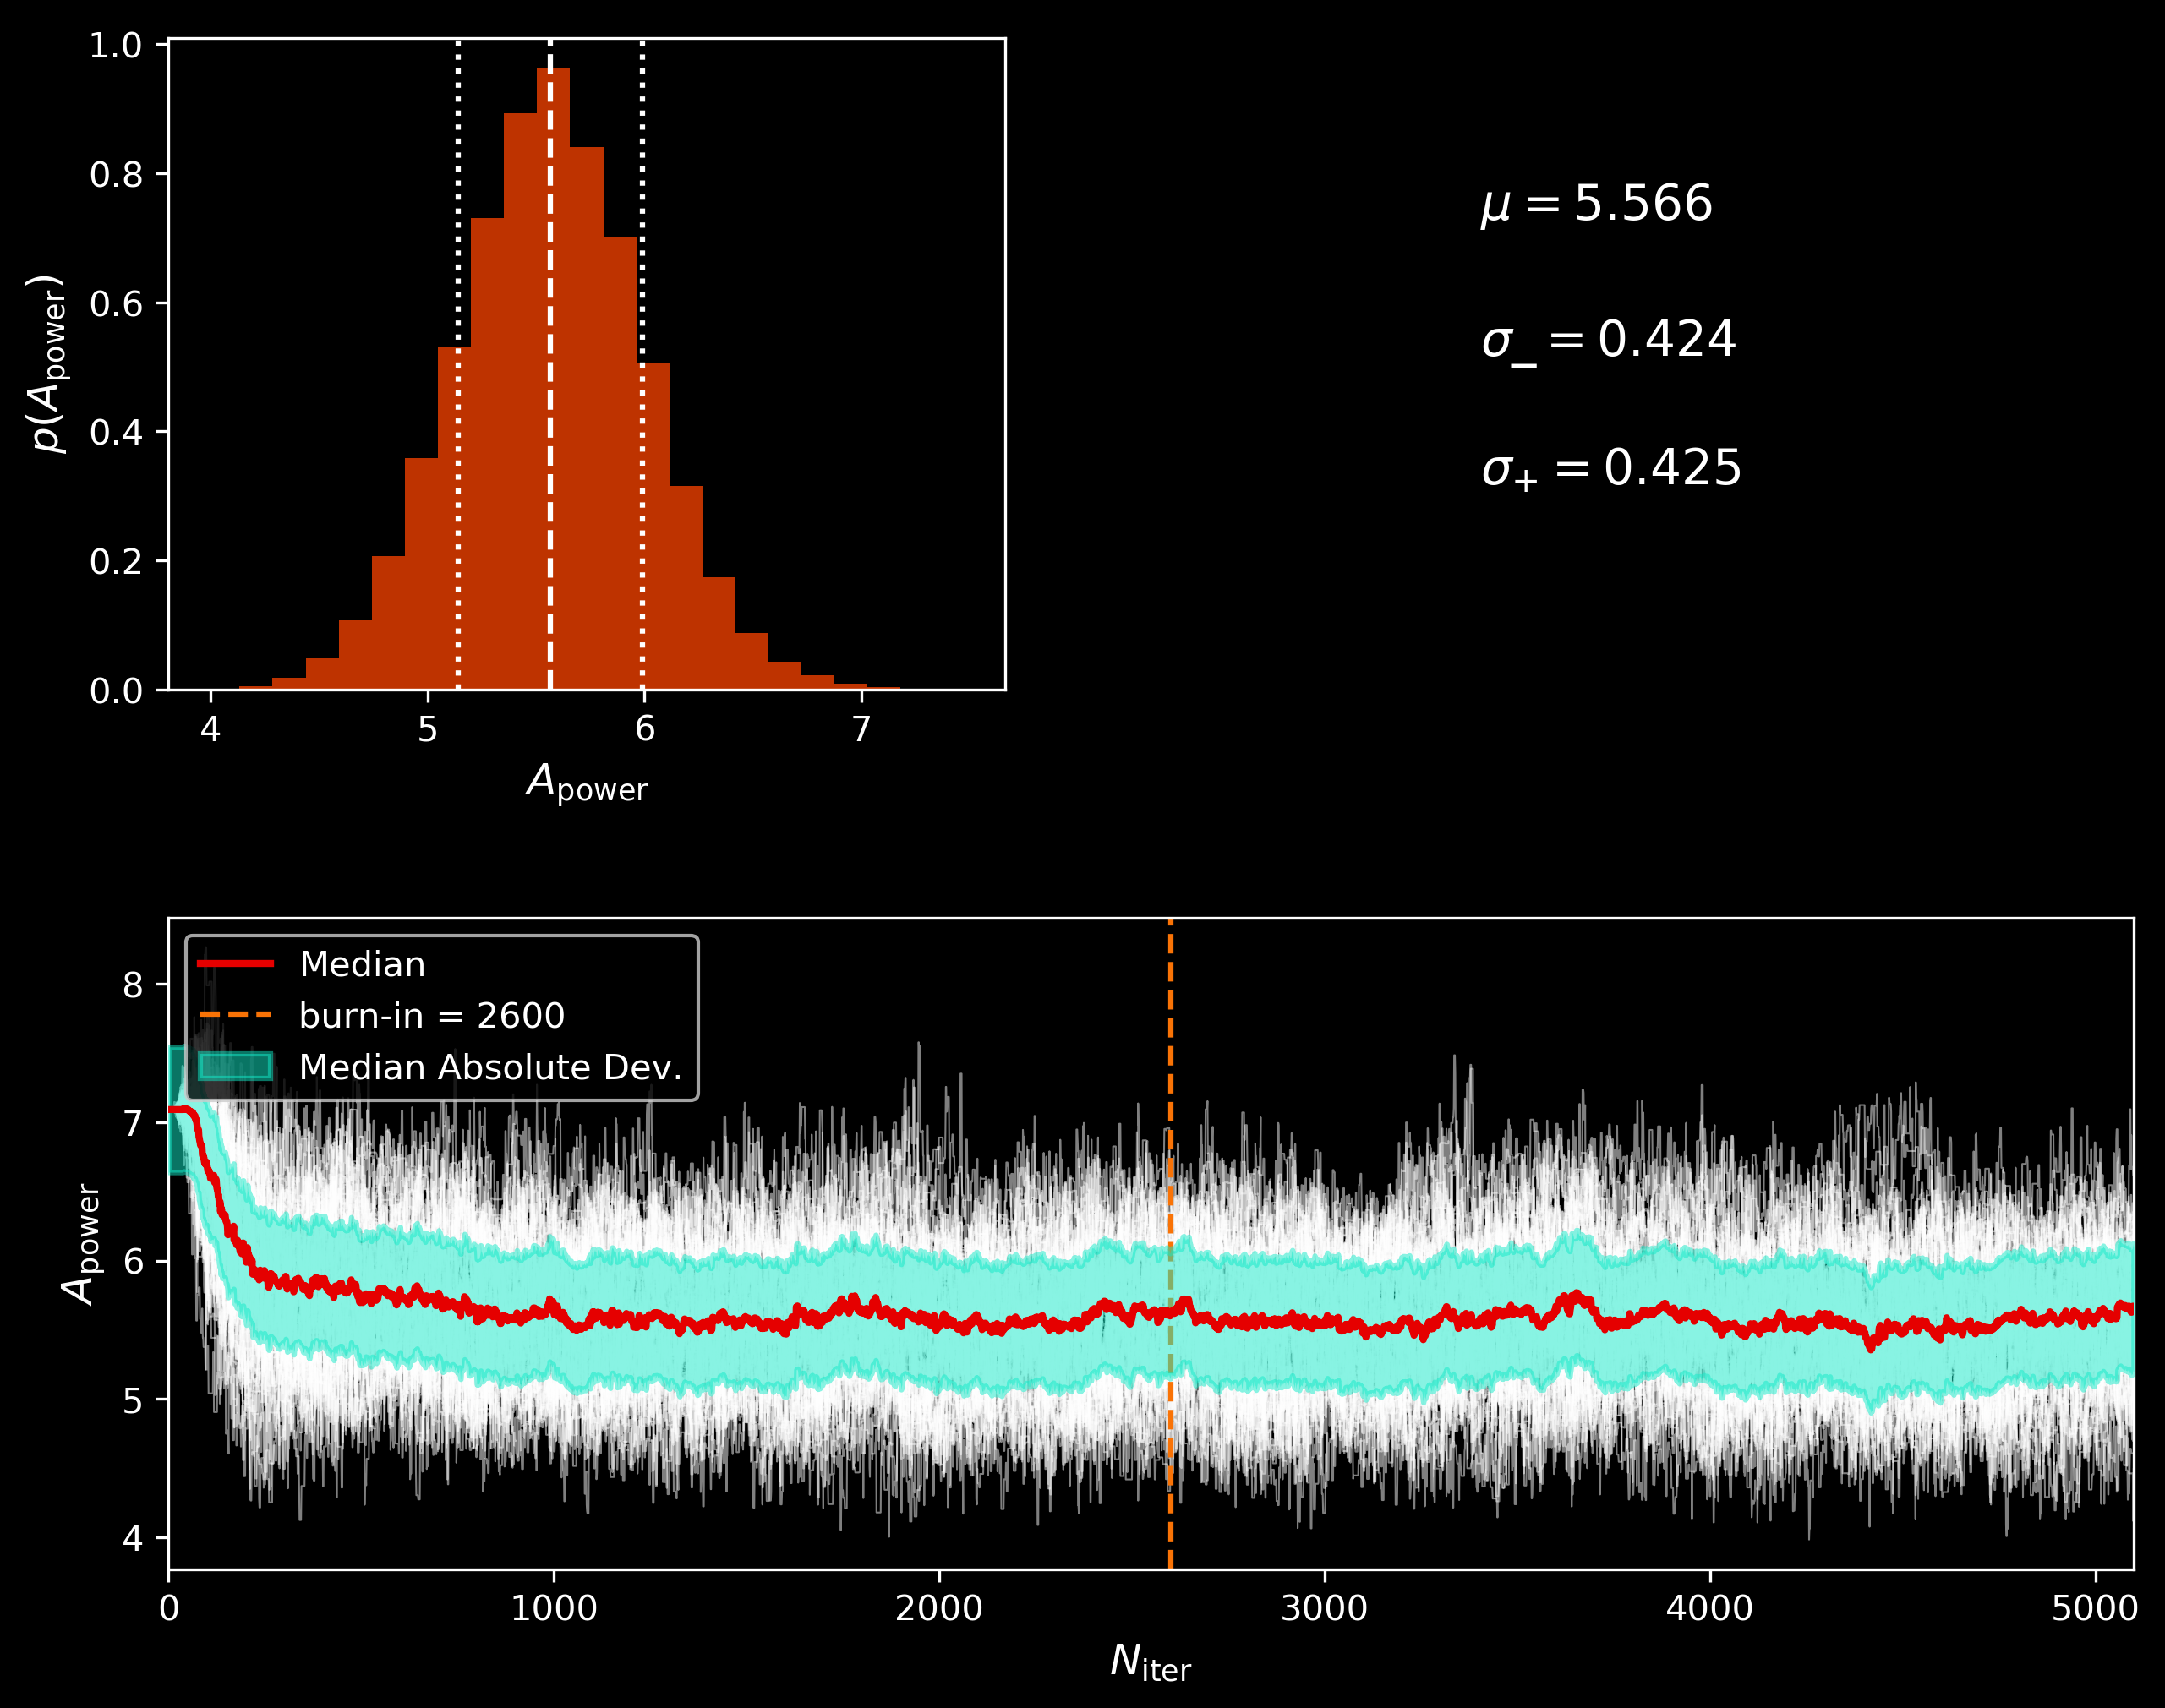 1.0
0.8
0.6
0.4
0.2
0.0
p(A_power)
4 5 6 7
A_power
μ = 5.566
σ_− = 0.424
σ_+ = 0.425
Median
burn-in = 2600
Median Absolute Dev.
8
7
6
5
4
A_power
0 1000 2000 3000 4000 5000
N_iter